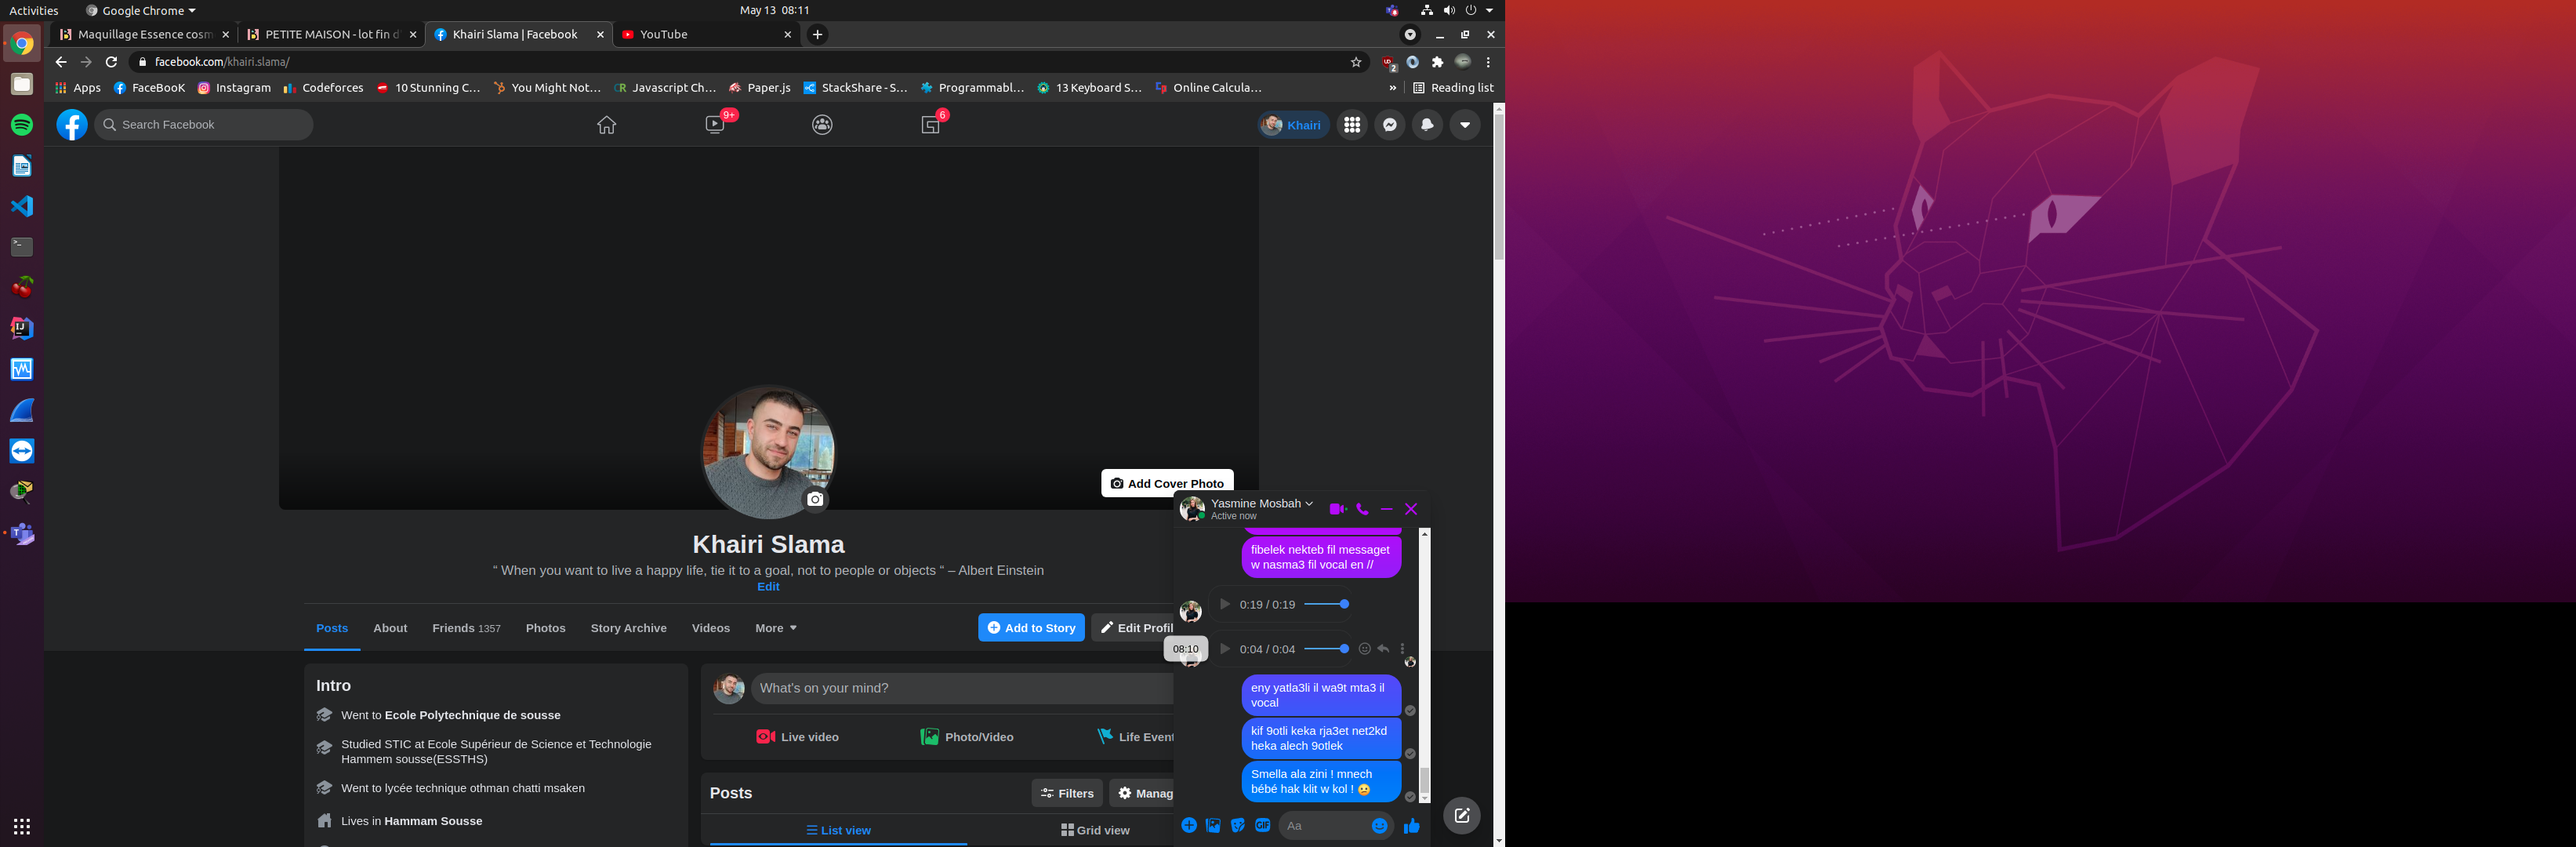 Activities
Google Chrome
May 13 08:11
Maquillage Essence cosm
PETITE MAISON - lot fin d'
Khairi Slama | Facebook
YouTube
facebook.com/khairi.slama/
2
Apps
FaceBooK
Instagram
Codeforces
10 Stunning C...
You Might Not...
CR Javascript Ch...
Paper.js
StackShare - S...
Programmabl...
13 Keyboard S...
Online Calcula...
»
Reading list
Search Facebook
9+
6
Khairi
Add Cover Photo
Khairi Slama
“ When you want to live a happy life, tie it to a goal, not to people or objects “ – Albert Einstein
Edit
Posts
About
Friends 1357
Photos
Story Archive
Videos
More
Add to Story
Edit Profil
Intro
Went to Ecole Polytechnique de sousse
Studied STIC at Ecole Supérieur de Science et Technologie
Hammem sousse(ESSTHS)
Went to lycée technique othman chatti msaken
Lives in Hammam Sousse
What's on your mind?
Live video
Photo/Video
Life Event
Posts
Filters
Manag
List view
Grid view
Yasmine Mosbah
Active now
fibelek nekteb fil messaget
w nasma3 fil vocal en //
0:19 / 0:19
08:10
0:04 / 0:04
eny yatla3li il wa9t mta3 il
vocal
kif 9otli keka rja3et net2kd
heka alech 9otlek
Smella ala zini ! mnech
bébé hak klit w kol ! 😕
GIF
Aa